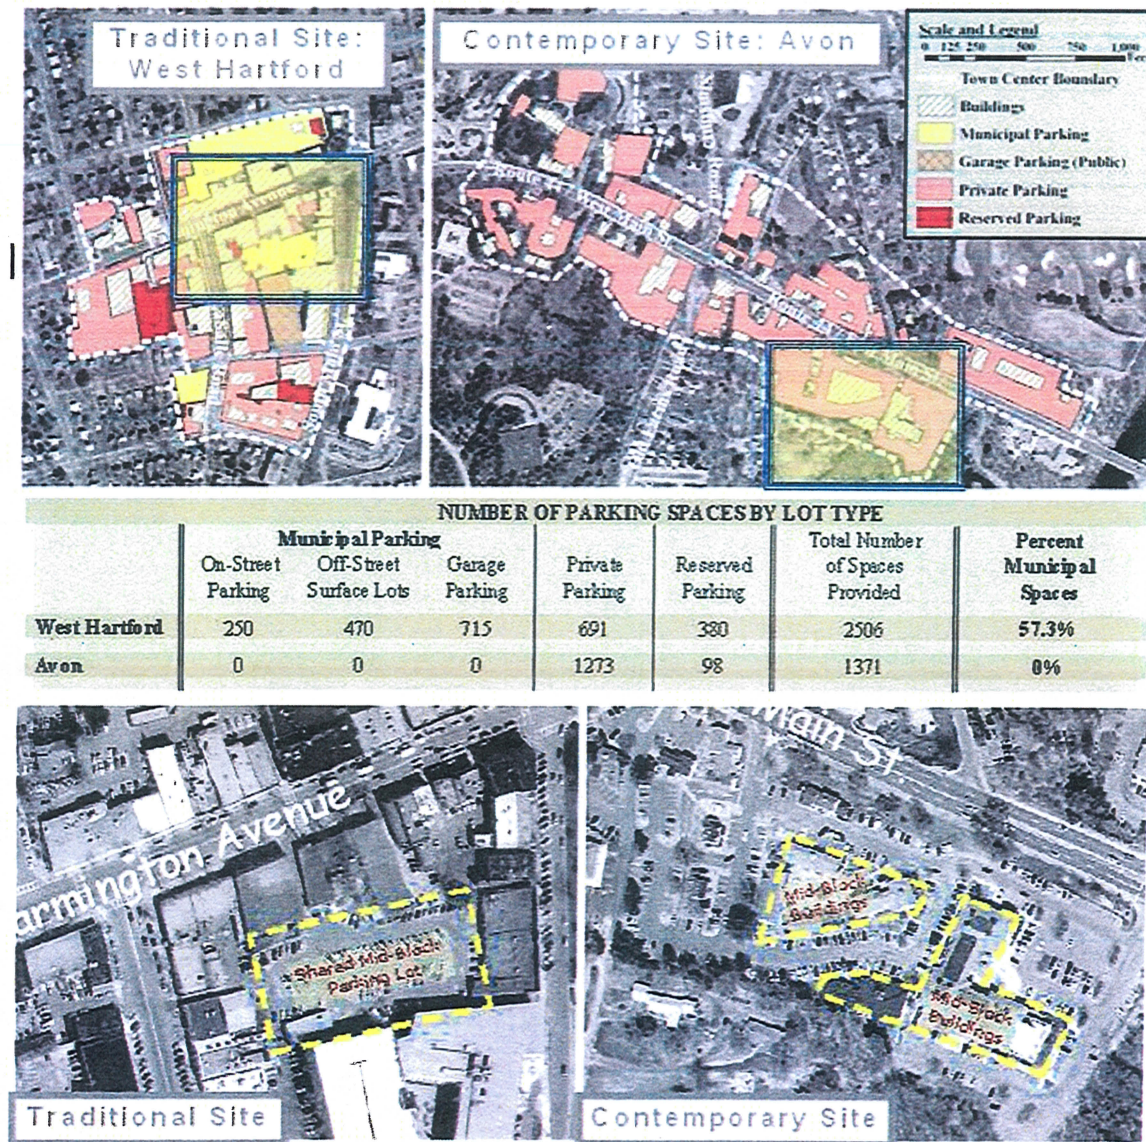 Traditional Site:
West Hartford
Contemporary Site: Avon
Scale and Legend
0 125 250 500 750 1,000
Feet
Town Center Boundary
Buildings
Municipal Parking
Garage Parking (Public)
Private Parking
Reserved Parking
NUMBER OF PARKING SPACES BY LOT TYPE
Municipal Parking
On-Street Parking
Off-Street Surface Lots
Garage Parking
Private Parking
Reserved Parking
Total Number of Spaces Provided
Percent Municipal Spaces
West Hartford 250 470 715 691 380 2506 57.3%
Avon 0 0 0 1273 98 1371 0%
armington Avenue
Shared Mid-Block
Parking Lot
Traditional Site
Main St.
Mid-Block
Buildings
Mid-Block
Buildings
Contemporary Site